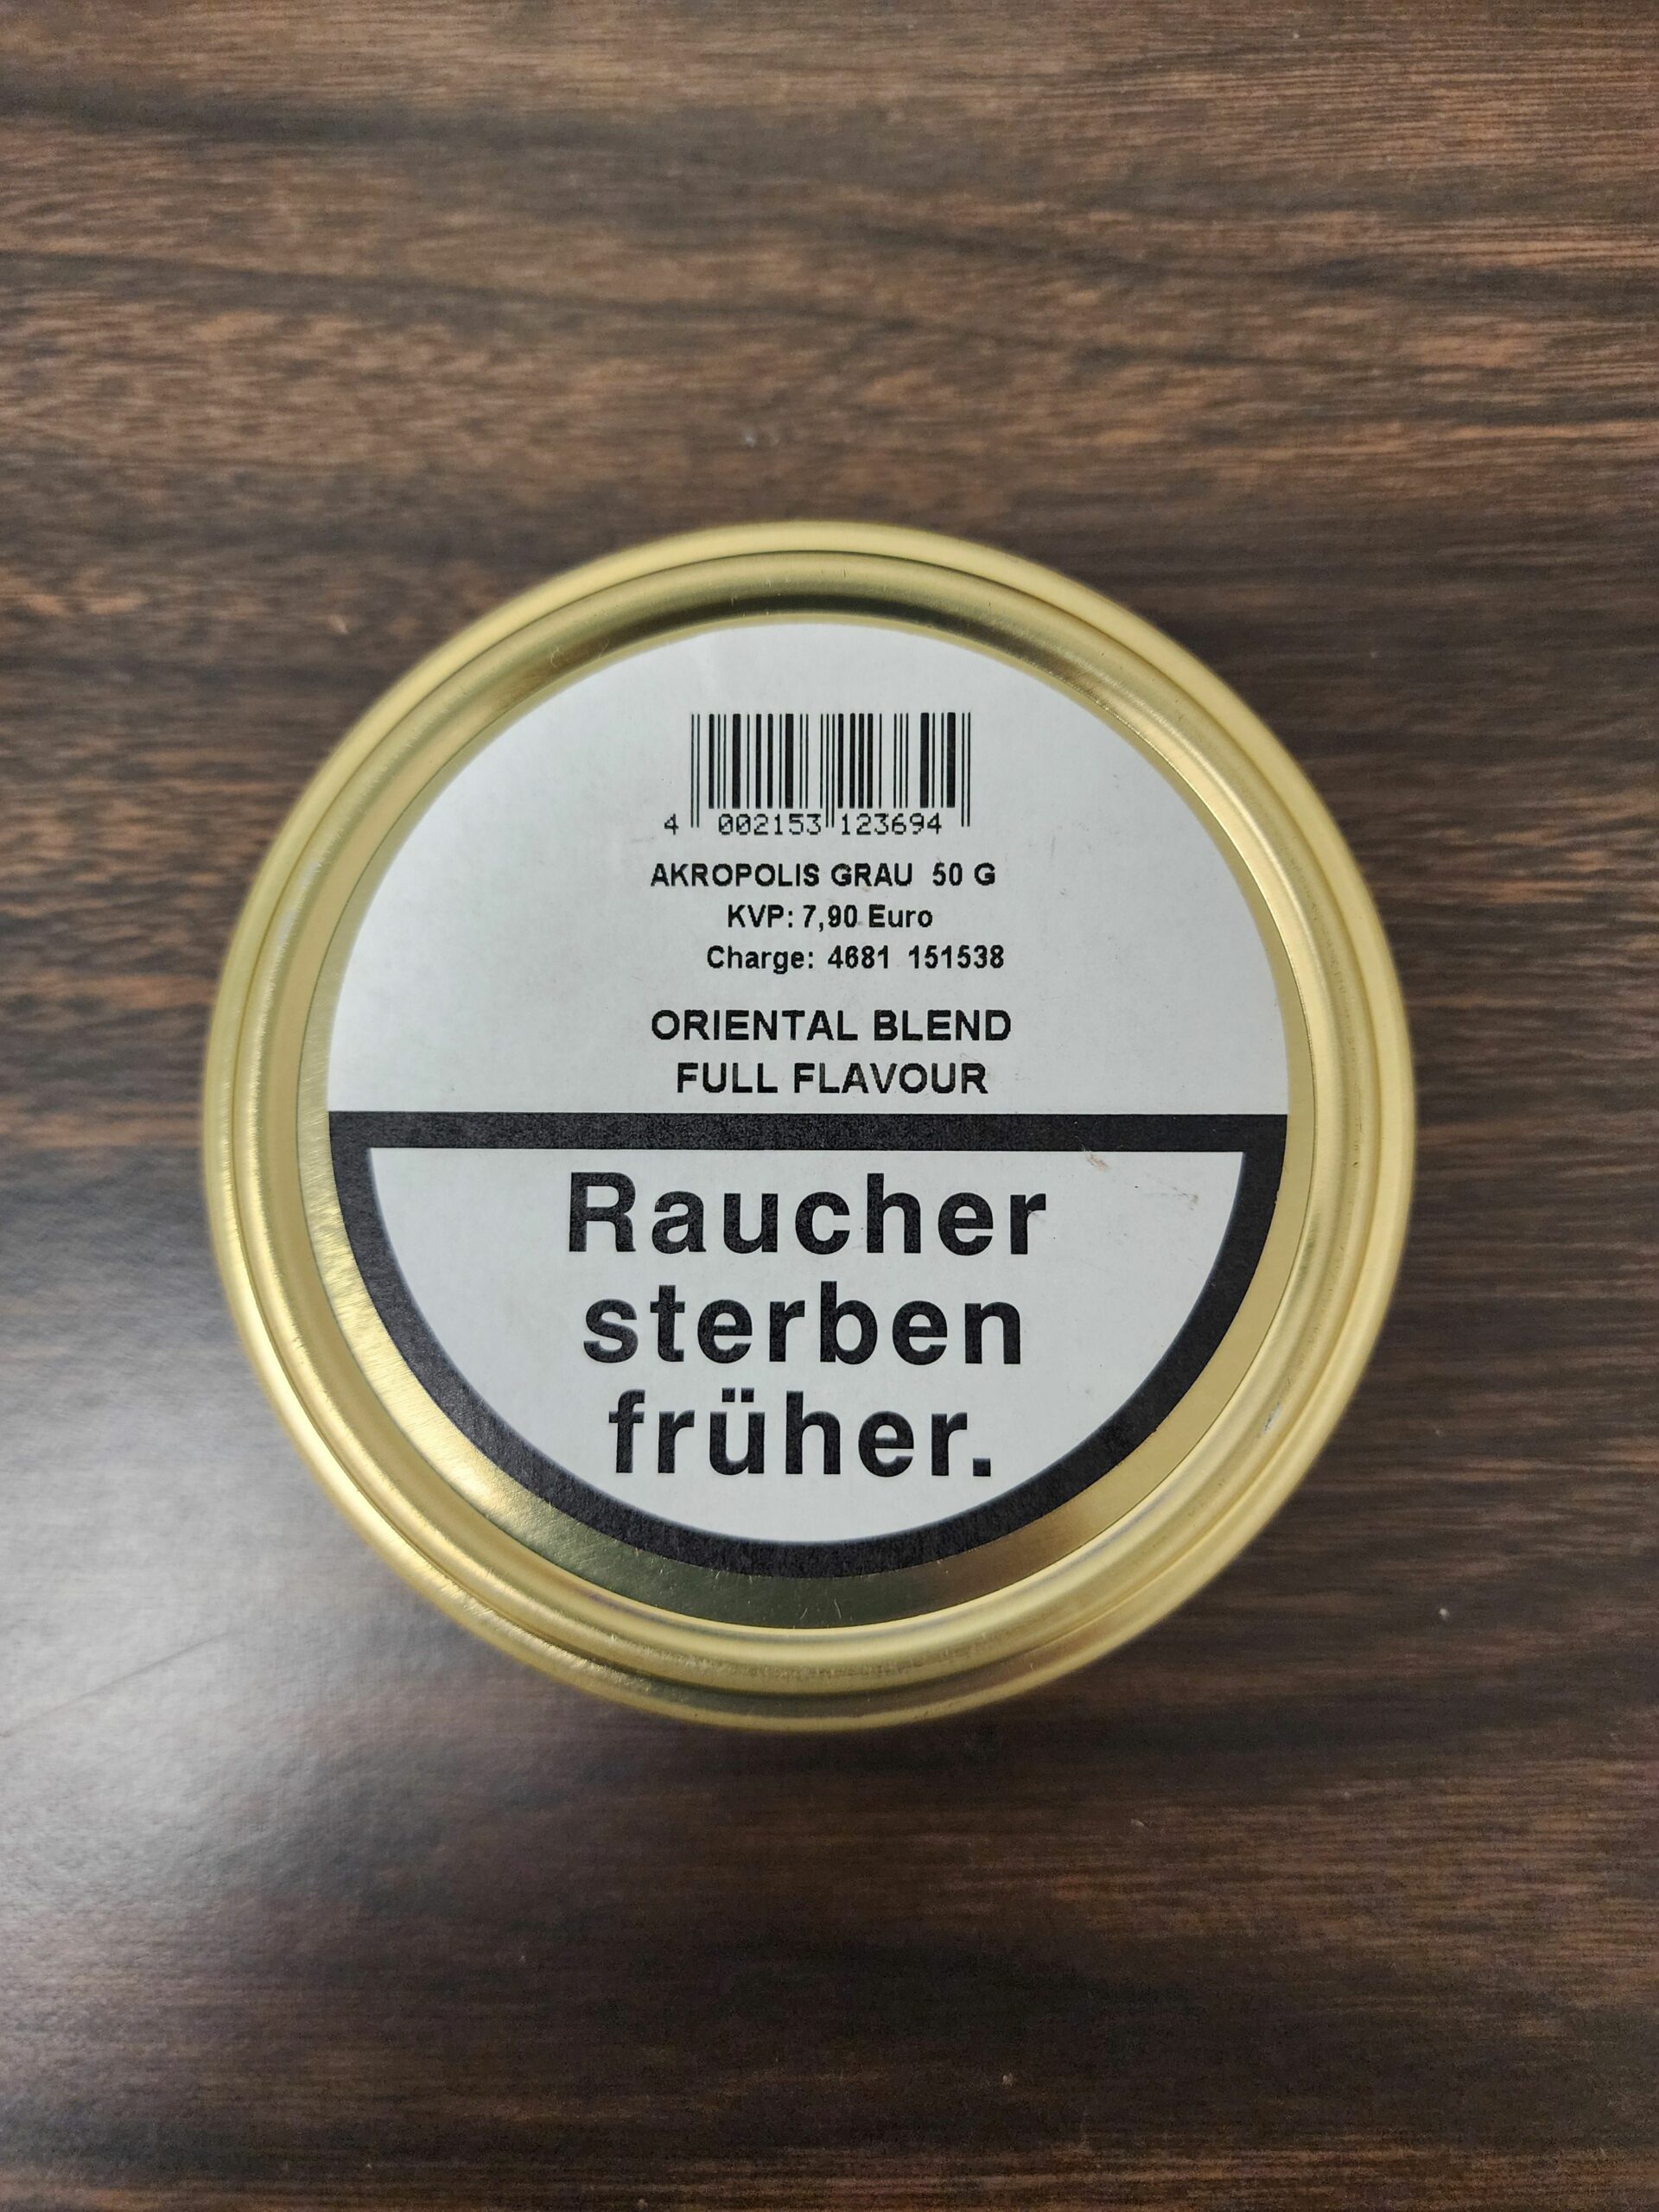 4 002153 123694
AKROPOLIS GRAU 50 G
KVP: 7,90 Euro
Charge: 4681 151538
ORIENTAL BLEND
FULL FLAVOUR
Raucher
sterben
früher.